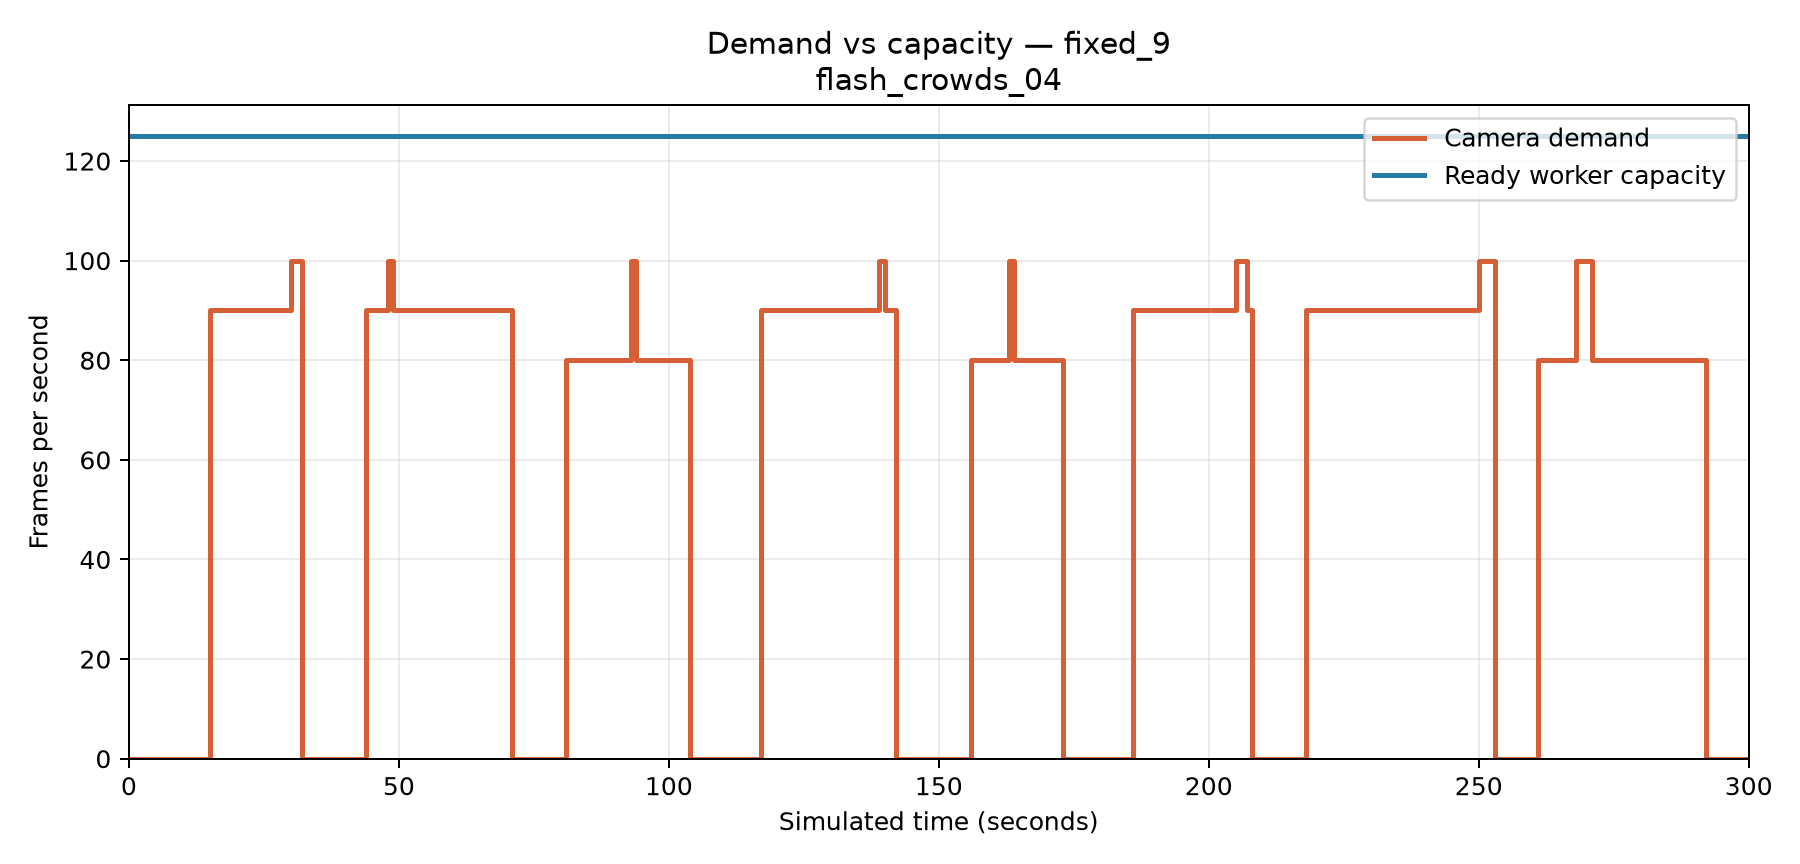 Demand vs capacity — fixed_9
flash_crowds_04
Camera demand
Ready worker capacity
Frames per second
120
100
80
60
40
20
0
0 50 100 150 200 250 300
Simulated time (seconds)